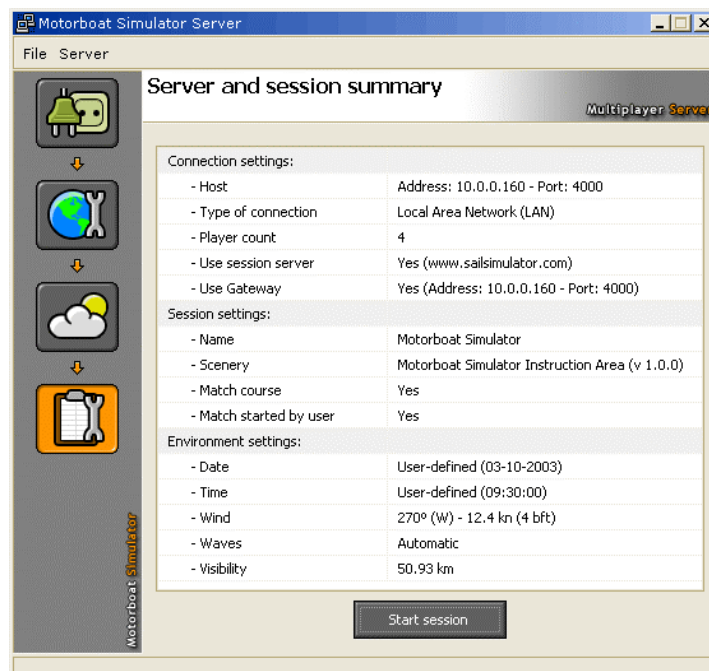 Motorboat Simulator Server
File Server
Server and session summary
Multiplayer Server
Connection settings:
- Host Address: 10.0.0.160 - Port: 4000
- Type of connection Local Area Network (LAN)
- Player count 4
- Use session server Yes (www.sailsimulator.com)
- Use Gateway Yes (Address: 10.0.0.160 - Port: 4000)
Session settings:
- Name Motorboat Simulator
- Scenery Motorboat Simulator Instruction Area (v 1.0.0)
- Match course Yes
- Match started by user Yes
Environment settings:
- Date User-defined (03-10-2003)
- Time User-defined (09:30:00)
- Wind 270º (W) - 12.4 kn (4 bft)
- Waves Automatic
- Visibility 50.93 km
Motorboat Simulator
Start session